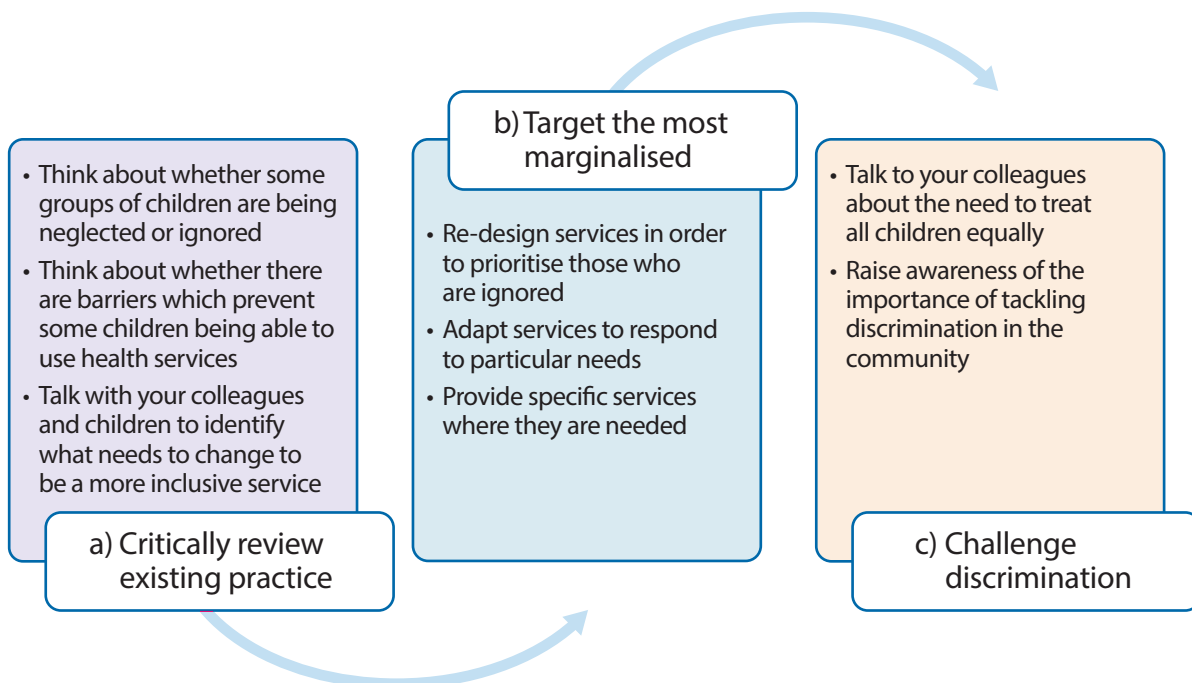 • Think about whether some
groups of children are being
neglected or ignored
• Think about whether there
are barriers which prevent
some children being able to
use health services
• Talk with your colleagues
and children to identify
what needs to change to
be a more inclusive service
a) Critically review
existing practice
b) Target the most
marginalised
• Re-design services in order
to prioritise those who
are ignored
• Adapt services to respond
to particular needs
• Provide specific services
where they are needed
• Talk to your colleagues
about the need to treat
all children equally
• Raise awareness of the
importance of tackling
discrimination in the
community
c) Challenge
discrimination